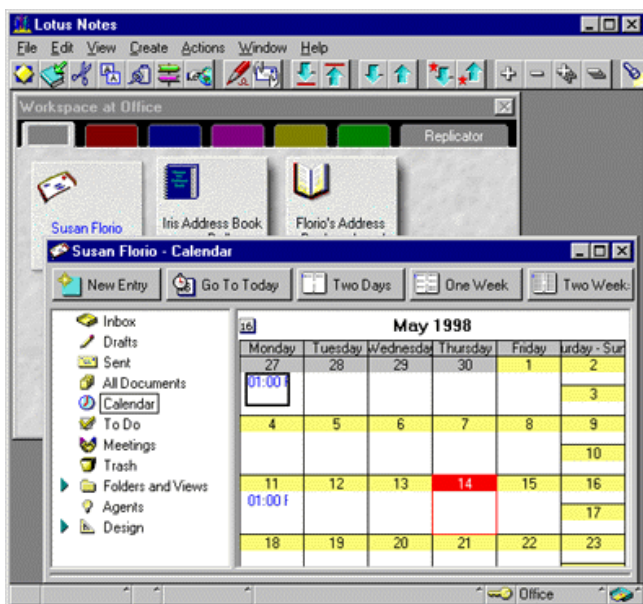 Lotus Notes
File Edit View Create Actions Window Help
Workspace at Office
Replicator
Susan Florio
Iris Address Book
Florio's Address
Susan Florio - Calendar
New Entry Go To Today Two Days One Week Two Week
Inbox
Drafts
Sent
All Documents
Calendar
To Do
Meetings
Trash
Folders and Views
Agents
Design
16 May 1998
Monday Tuesday Wednesday Thursday Friday urday - Sun
27 28 29 30 1 2
01:00
3
4 5 6 7 8 9
10
11 12 13 14 15 16
01:00
17
18 19 20 21 22 23
Office